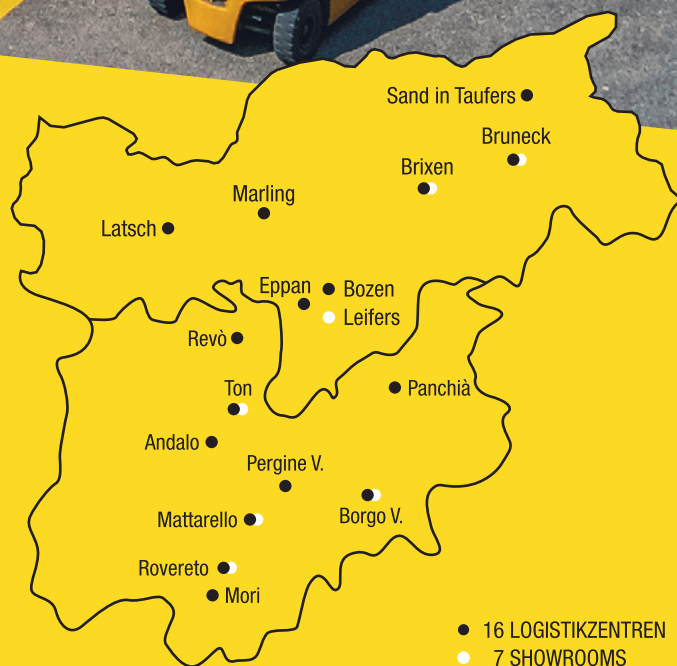 Sand in Taufers
Bruneck
Brixen
Marling
Latsch
Eppan
Bozen
Leifers
Revò
Ton
Panchià
Andalo
Pergine V.
Mattarello
Borgo V.
Rovereto
Mori
16 LOGISTIKZENTREN
7 SHOWROOMS